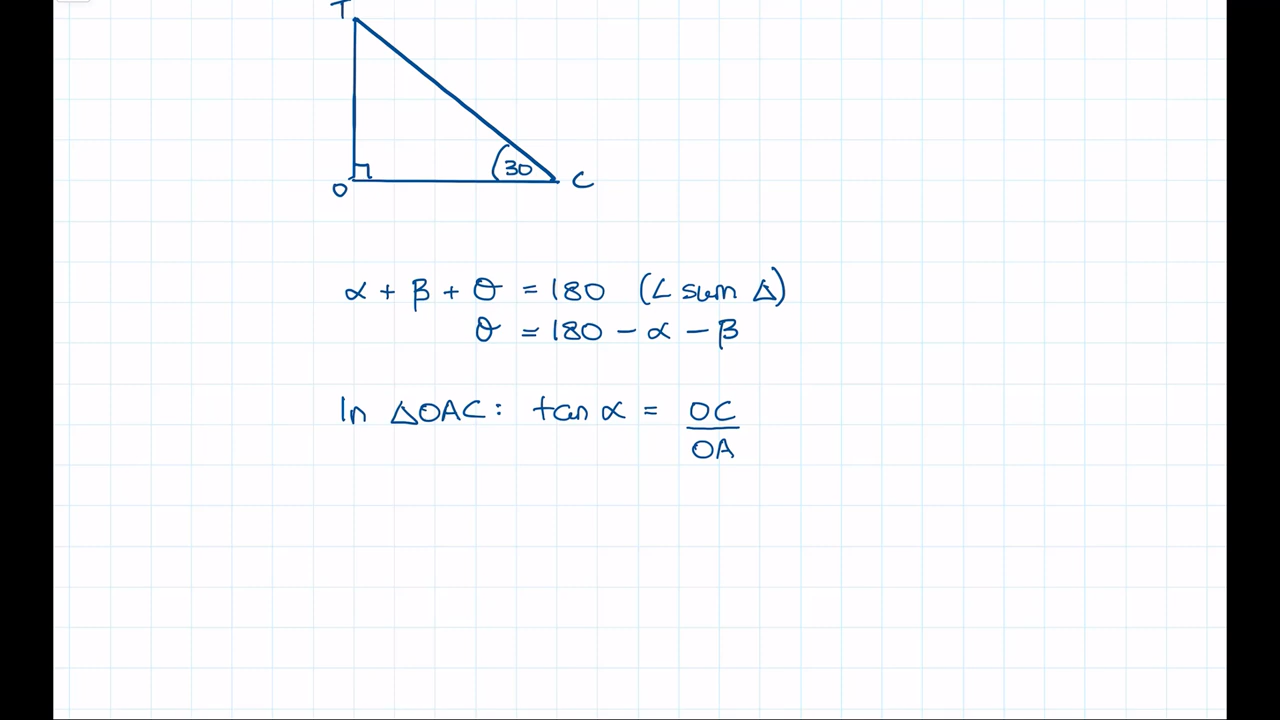 T
30
O
C
α + β + θ = 180 (∠ sum Δ)
θ = 180 - α - β
In ΔOAC: tan α = OC
OA